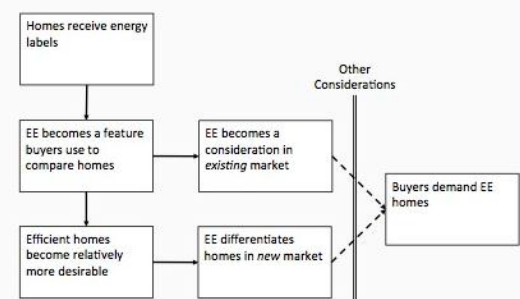 Homes receive energy
labels
Other
Considerations
EE becomes a feature
buyers use to
compare homes
EE becomes a
consideration in
existing market
Buyers demand EE
homes
Efficient homes
become relatively
more desirable
EE differentiates
homes in new market